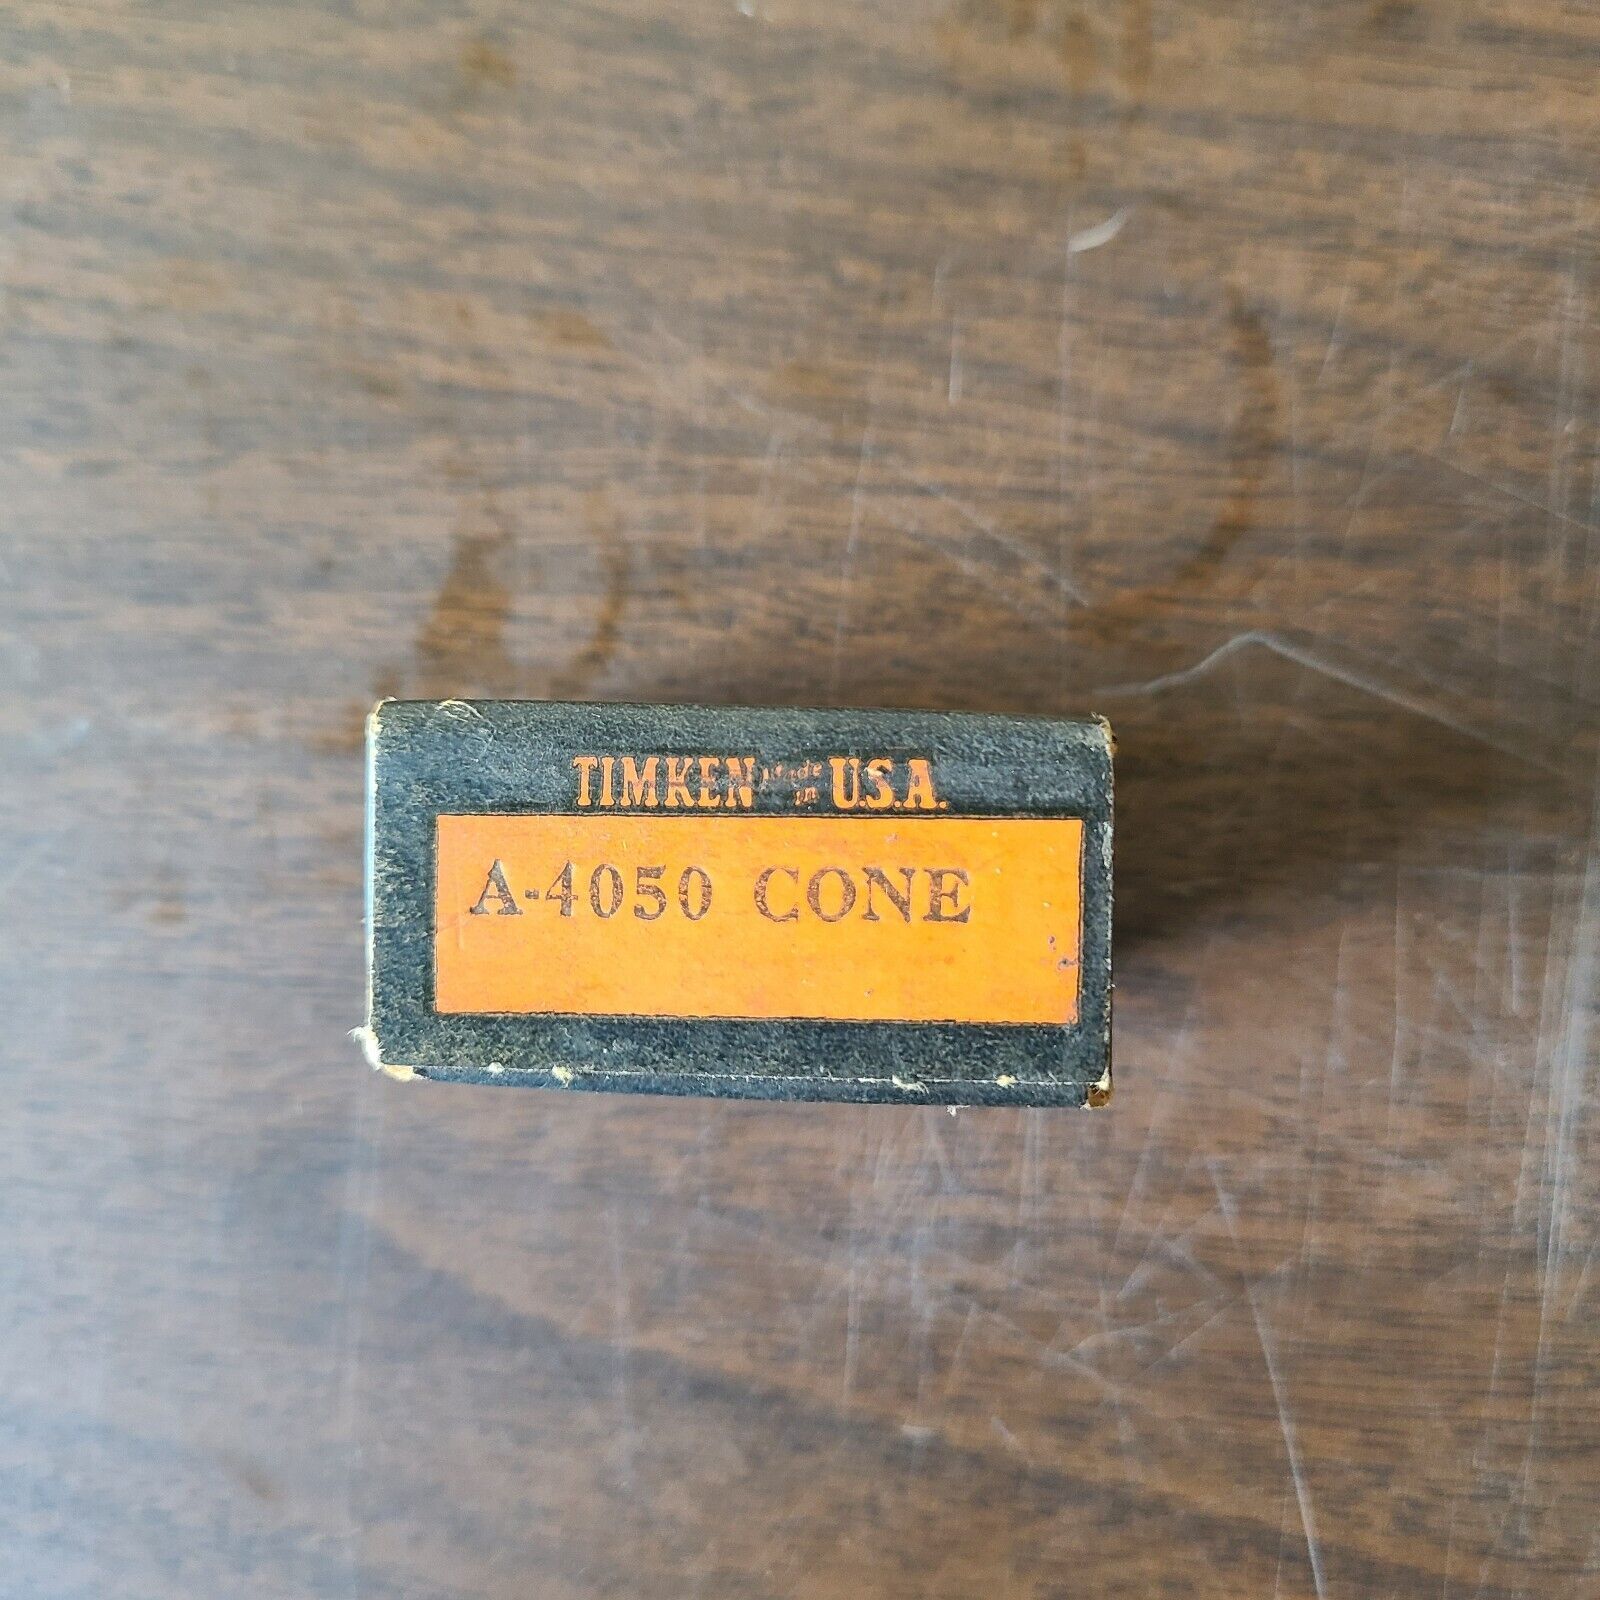 TIMKEN Made in U.S.A.
A-4050 CONE